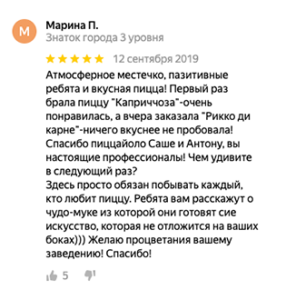 М
Марина П.
Знаток города 3 уровня
12 сентября 2019
Атмосферное местечко, пазитивные
ребята и вкусная пицца! Первый раз
брала пиццу "Каприччоза"-очень
понравилась, а вчера заказала "Рикко ди
карне"-ничего вкуснее не пробовала!
Спасибо пиццайоло Саше и Антону, вы
настоящие профессионалы! Чем удивите
в следующий раз?
Здесь просто обязан побывать каждый,
кто любит пиццу. Ребята вам расскажут о
чудо-муке из которой они готовят сие
искусство, которая не отложится на ваших
боках))) Желаю процветания вашему
заведению! Спасибо!
5